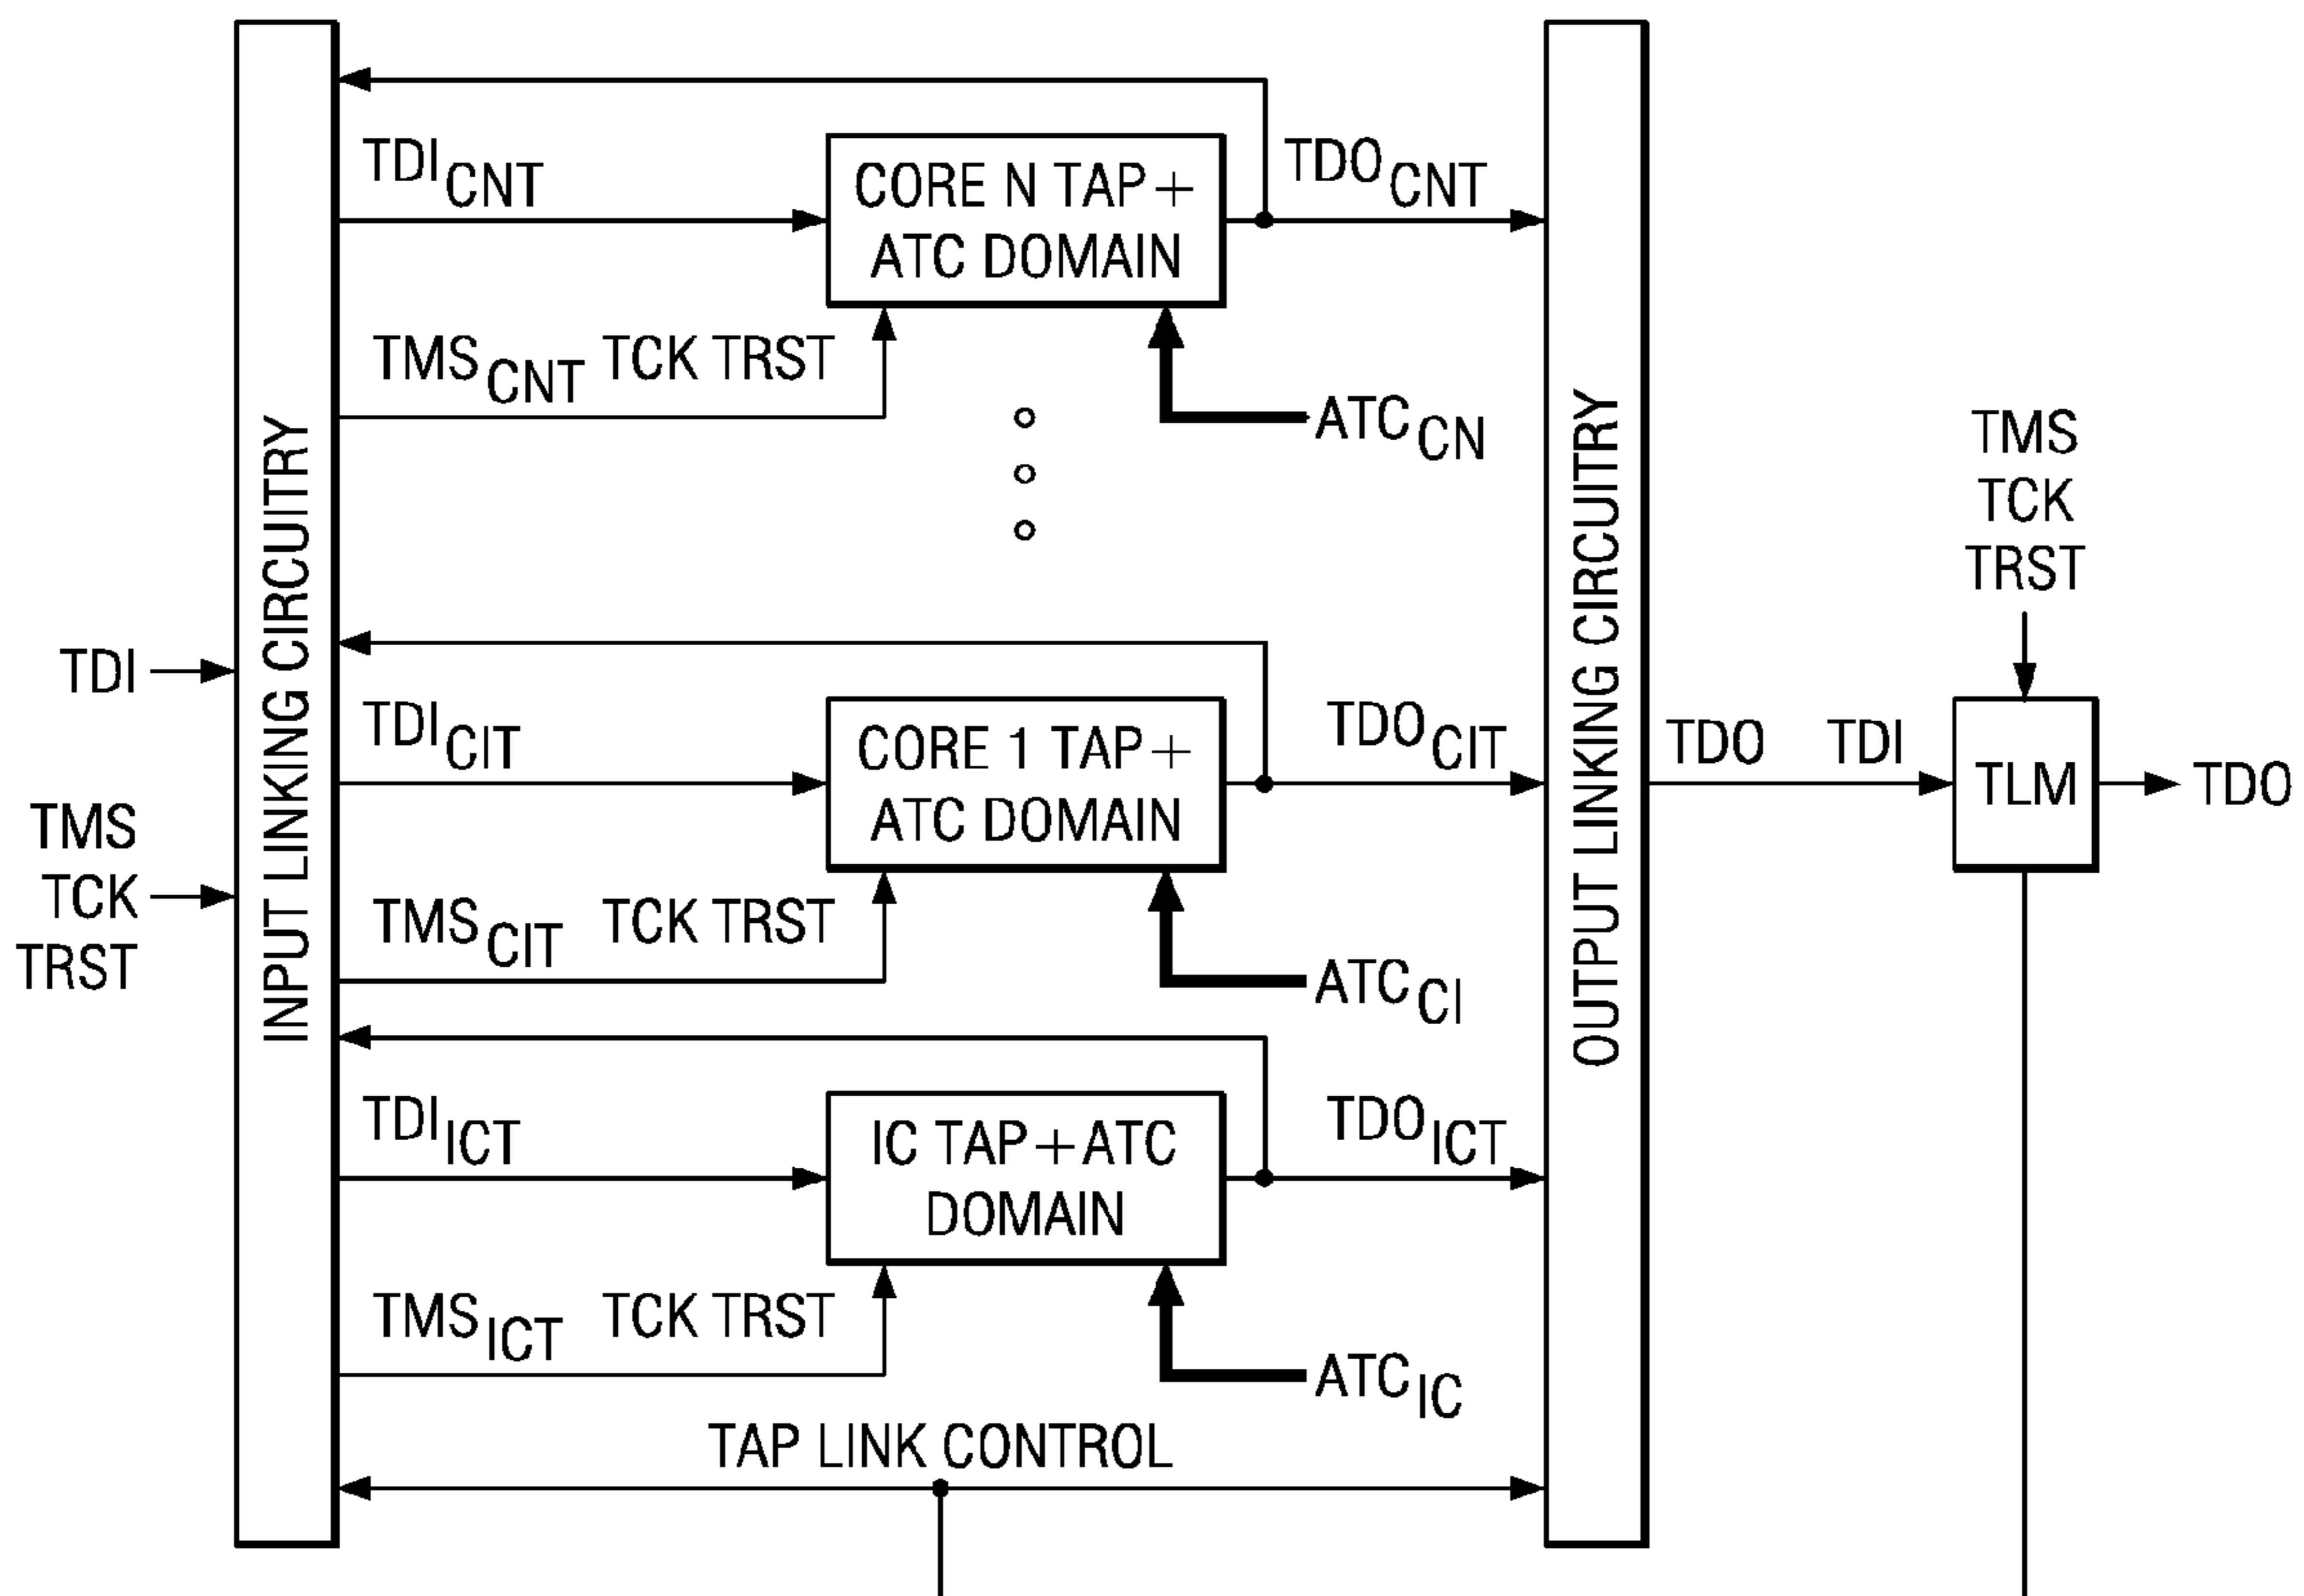 TDI CNT
CORE N TAP+
ATC DOMAIN
TDO CNT
TMS CNT TCK TRST
ATC CN
TMS
TCK
TRST
INPUT LINKING CIRCUITRY
OUTPUT LINKING CIRCUITRY
TDI
TDI CIT
CORE 1 TAP+
ATC DOMAIN
TDO CIT
TDO
TDI
TLM
TDO
TMS
TCK
TRST
TMS CIT TCK TRST
ATC CI
TDI ICT
IC TAP+ATC
DOMAIN
TDO ICT
TMS ICT TCK TRST
ATC IC
TAP LINK CONTROL